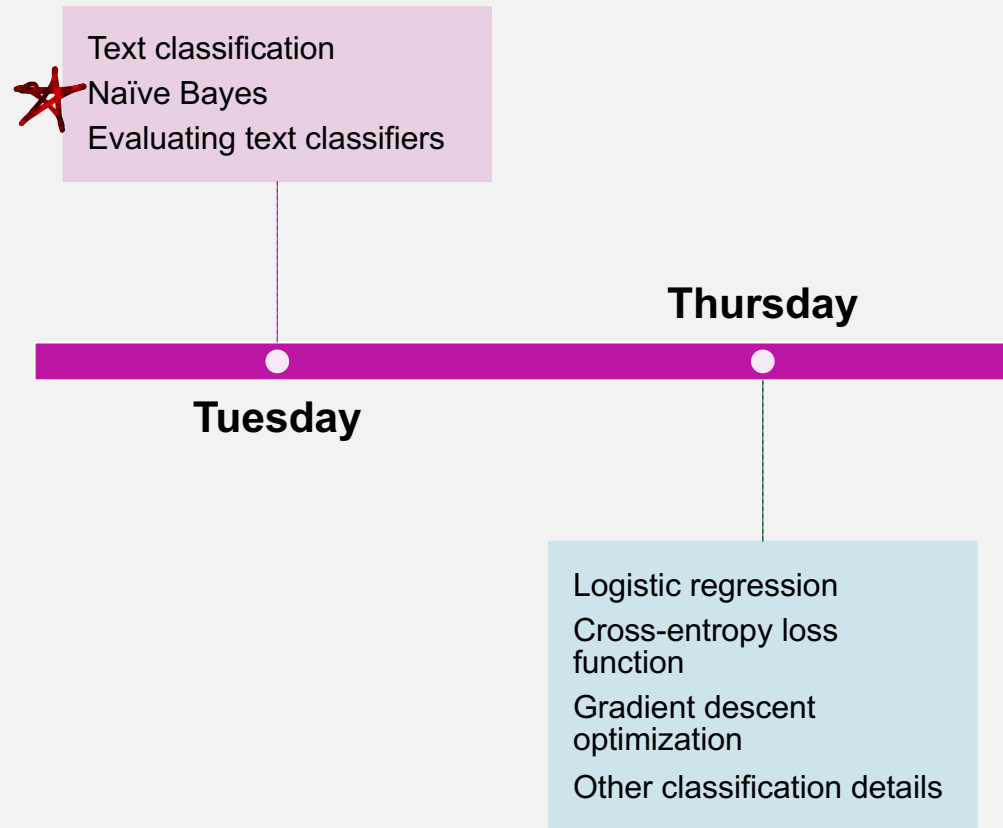 Text classification
Naïve Bayes
Evaluating text classifiers
Thursday
Tuesday
Logistic regression
Cross-entropy loss
function
Gradient descent
optimization
Other classification details